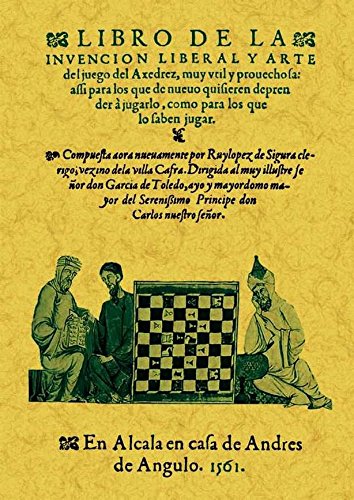 LIBRO DE LA
INVENCION LIBERAL Y ARTE
del juego del Axedrez, muy vtil y prouechosa:
assi para los que de nueuo quisieren depren
der à jugarlo, como para los que
lo saben jugar.
Compuesta aora nueuamente por Ruylopez de Sigura cle-
rigo, vezino dela villa Cafra. Dirigida al muy illustre se
ñor don Garcia de Toledo, ayo y mayordomo ma-
yor del Serenissimo Principe don
Carlos nuestro señor.
En Alcala en casa de Andres
de Angulo. 1561.